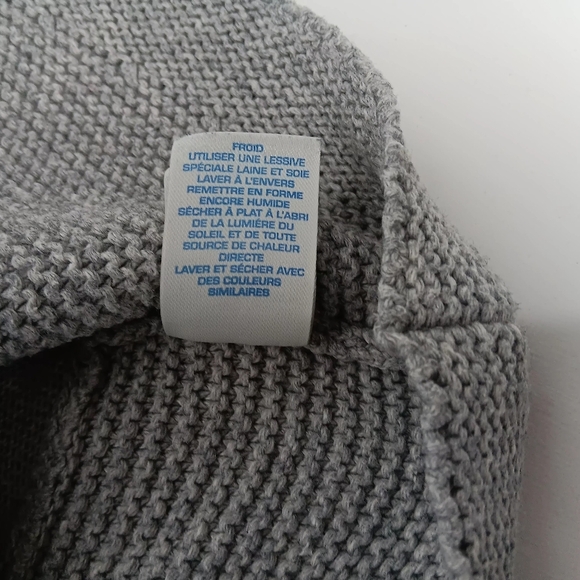 FROID
UTILISER UNE LESSIVE
SPÉCIALE LAINE ET SOIE
LAVER À L'ENVERS
REMETTRE EN FORME
ENCORE HUMIDE
SÉCHER À PLAT À L'ABRI
DE LA LUMIÈRE DU
SOLEIL ET DE TOUTE
SOURCE DE CHALEUR
DIRECTE
LAVER ET SÉCHER AVEC
DES COULEURS
SIMILAIRES